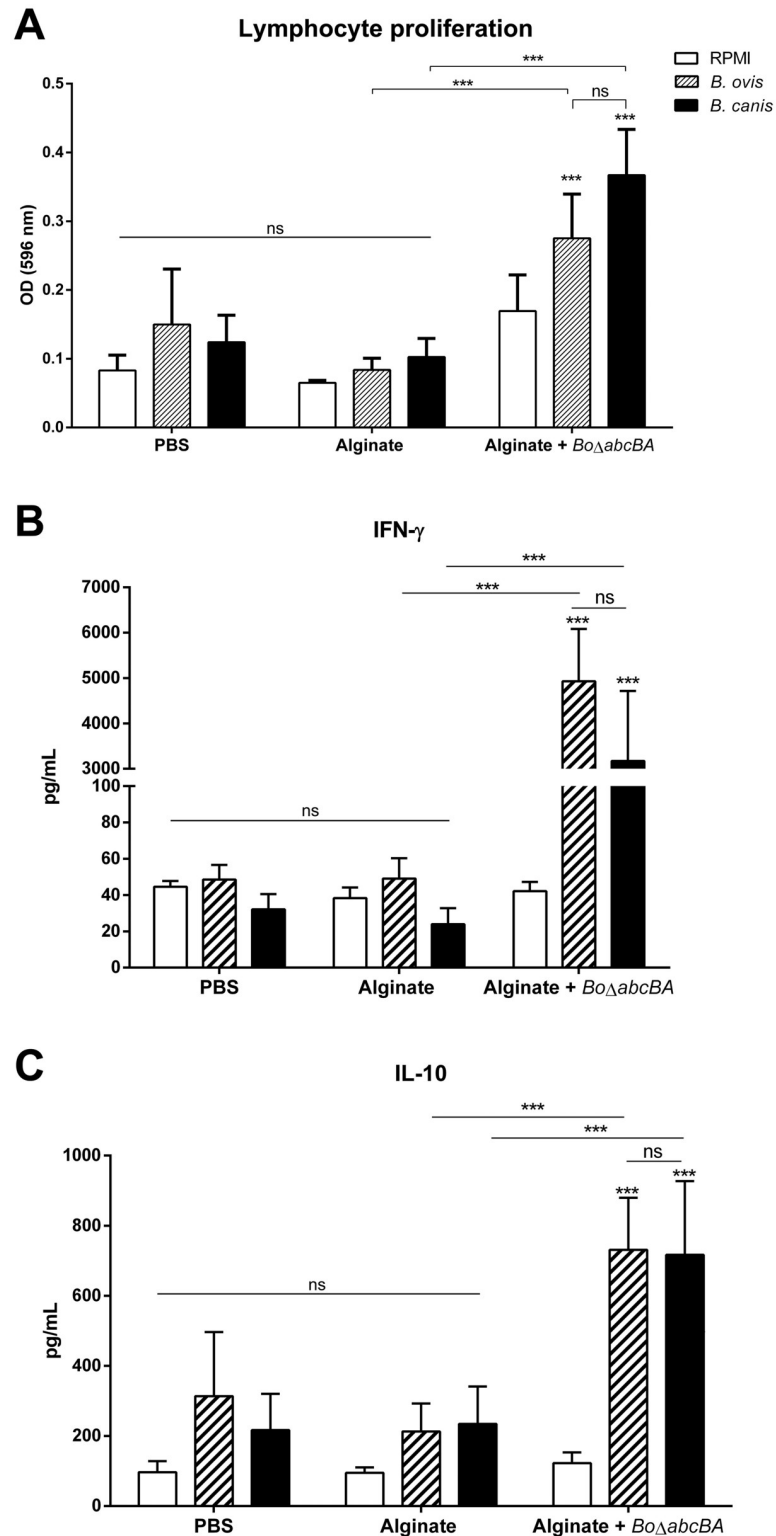 A
Lymphocyte proliferation
RPMI
B. ovis
B. canis
***
***
ns
***
***
ns
OD (596 nm)
0.5
0.4
0.3
0.2
0.1
0.0
PBS
Alginate
Alginate + Bo∆abcBA
B
IFN-γ
***
***
ns
***
***
ns
pg/mL
7000
6000
5000
4000
3000
100
80
60
40
20
0
PBS
Alginate
Alginate + Bo∆abcBA
C
IL-10
***
***
ns
***
***
ns
pg/mL
1000
800
600
400
200
0
PBS
Alginate
Alginate + Bo∆abcBA